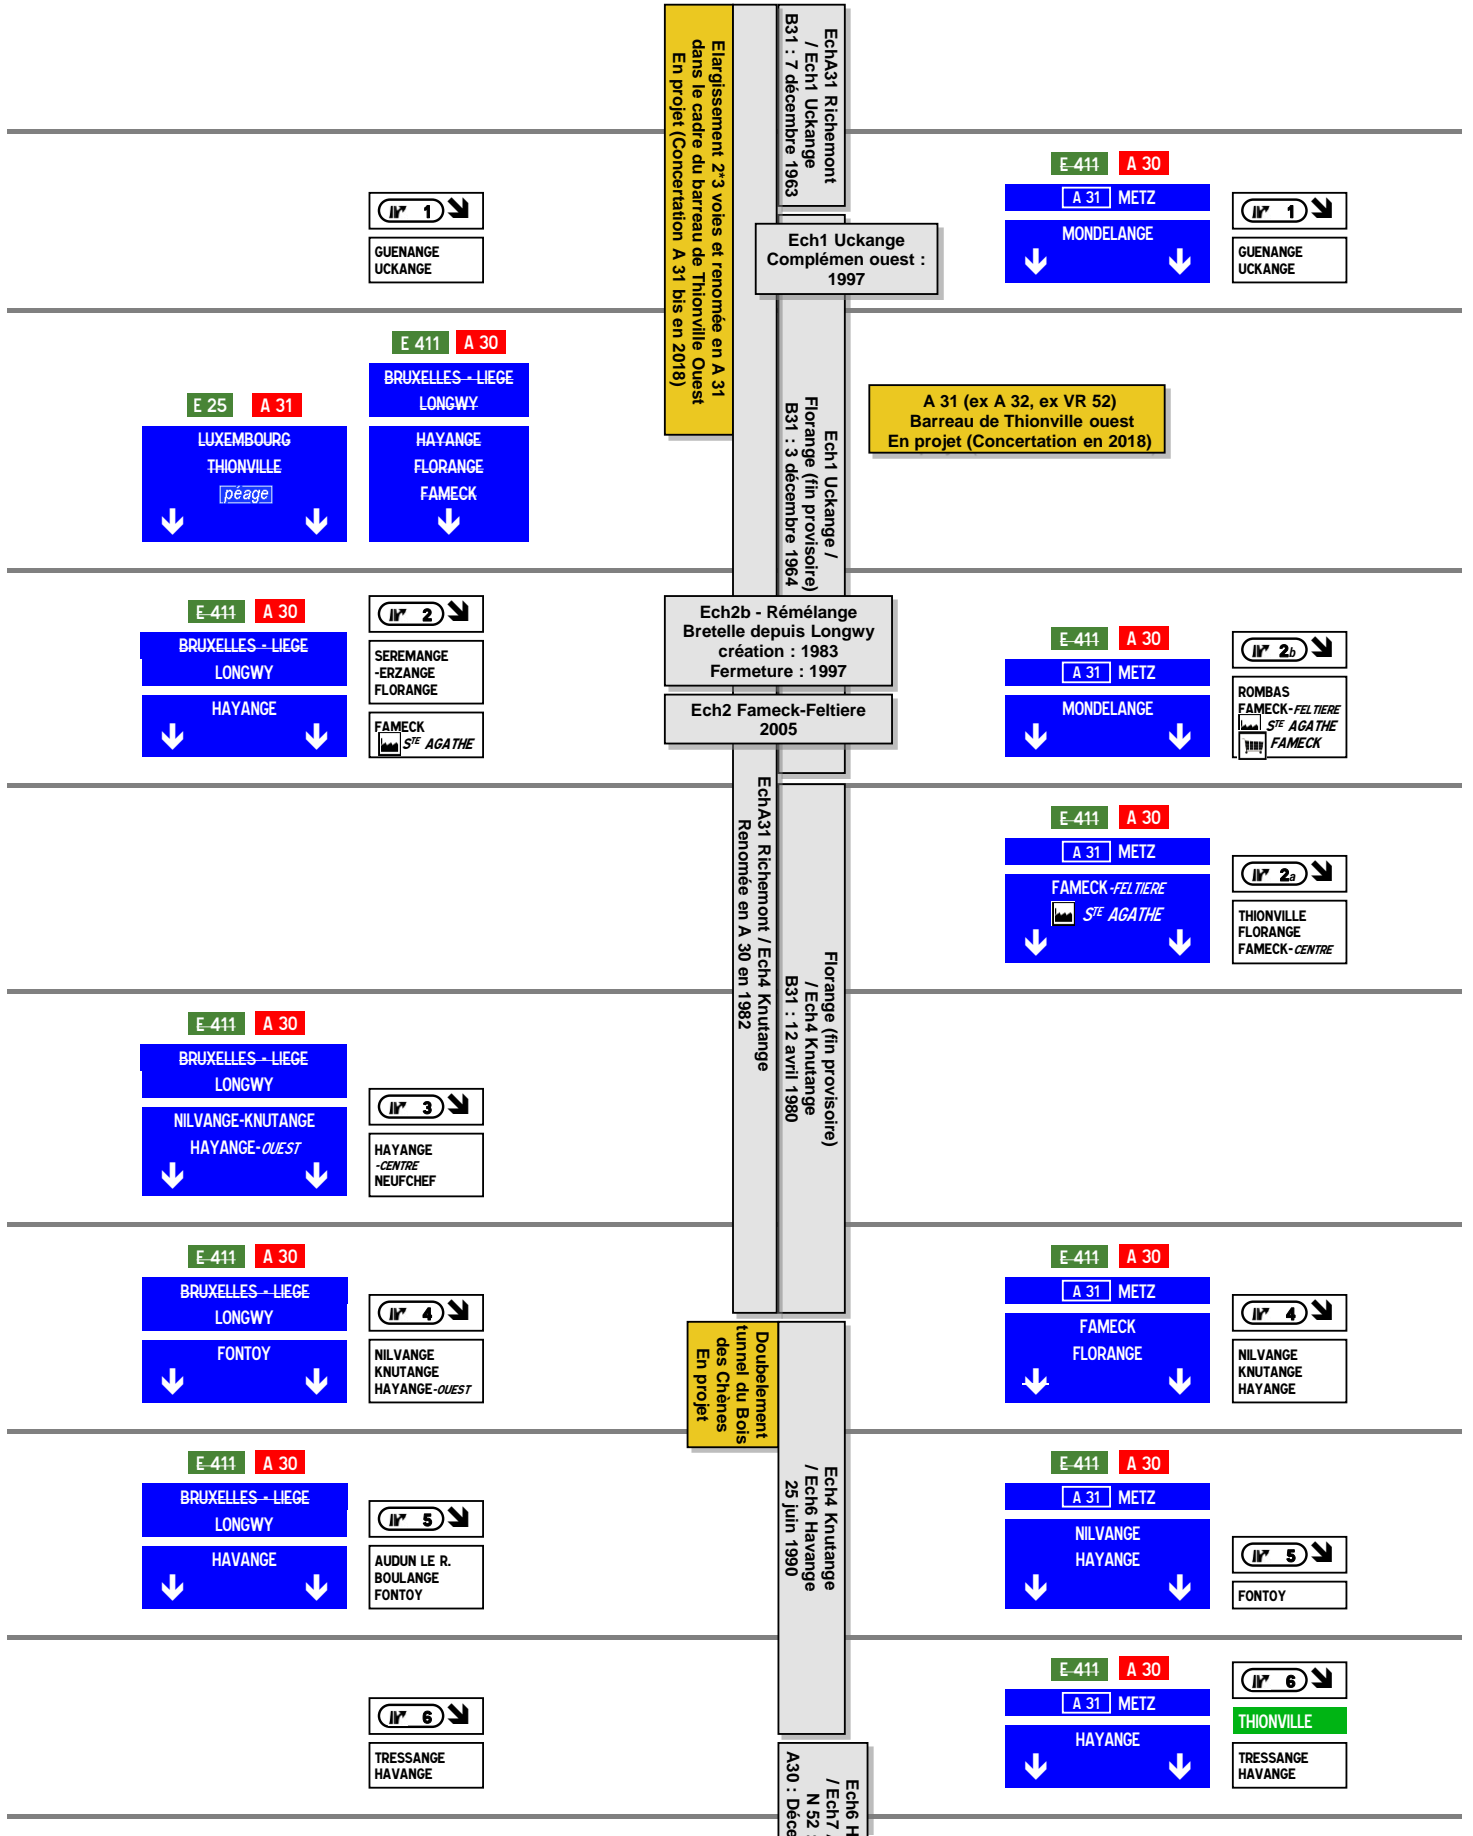 Elargissement 2*3 voies et renomée en A 31
dans le cadre du barreau de Thionville Ouest
En projet (Concertation A 31 bis en 2018)
EchA31 Richemont
/ Ech1 Uckange
B31 : 7 décembre 1963
1
GUENANGE
UCKANGE
Ech1 Uckange
Complémen ouest :
1997
E 411 A 30
A 31 METZ
MONDELANGE
1
GUENANGE
UCKANGE
E 25 A 31
LUXEMBOURG
THIONVILLE
péage
E 411 A 30
BRUXELLES - LIEGE
LONGWY
HAYANGE
FLORANGE
FAMECK
Ech1 Uckange /
Florange (fin provisoire)
B31 : 3 décembre 1964
A 31 (ex A 32, ex VR 52)
Barreau de Thionville ouest
En projet (Concertation en 2018)
E 411 A 30
BRUXELLES - LIEGE
LONGWY
HAYANGE
2
SEREMANGE
-ERZANGE
FLORANGE
FAMECK
STE AGATHE
Ech2b - Rémélange
Bretelle depuis Longwy
création : 1983
Fermeture : 1997
Ech2 Fameck-Feltiere
2005
E 411 A 30
A 31 METZ
MONDELANGE
2b
ROMBAS
FAMECK-FELTIERE
STE AGATHE
FAMECK
EchA31 Richemont / Ech4 Knutange
Renomée en A 30 en 1982
E 411 A 30
A 31 METZ
FAMECK-FELTIERE
STE AGATHE
2a
THIONVILLE
FLORANGE
FAMECK-CENTRE
Florange (fin provisoire)
/ Ech4 Knutange
B31 : 12 avril 1980
E 411 A 30
BRUXELLES - LIEGE
LONGWY
NILVANGE-KNUTANGE
HAYANGE-OUEST
3
HAYANGE
-CENTRE
NEUFCHEF
E 411 A 30
BRUXELLES - LIEGE
LONGWY
FONTOY
4
NILVANGE
KNUTANGE
HAYANGE-OUEST
Doubelement
tunnel du Bois
des Chènes
En projet
E 411 A 30
A 31 METZ
FAMECK
FLORANGE
4
NILVANGE
KNUTANGE
HAYANGE
E 411 A 30
BRUXELLES - LIEGE
LONGWY
HAVANGE
5
AUDUN LE R.
BOULANGE
FONTOY
Ech4 Knutange
/ Ech6 Havange
25 juin 1990
E 411 A 30
A 31 METZ
NILVANGE
HAYANGE
5
FONTOY
6
TRESSANGE
HAVANGE
E 411 A 30
A 31 METZ
HAYANGE
6
THIONVILLE
TRESSANGE
HAVANGE
Ech6 H
/ Ech7
N 52 :
A30 : Déce